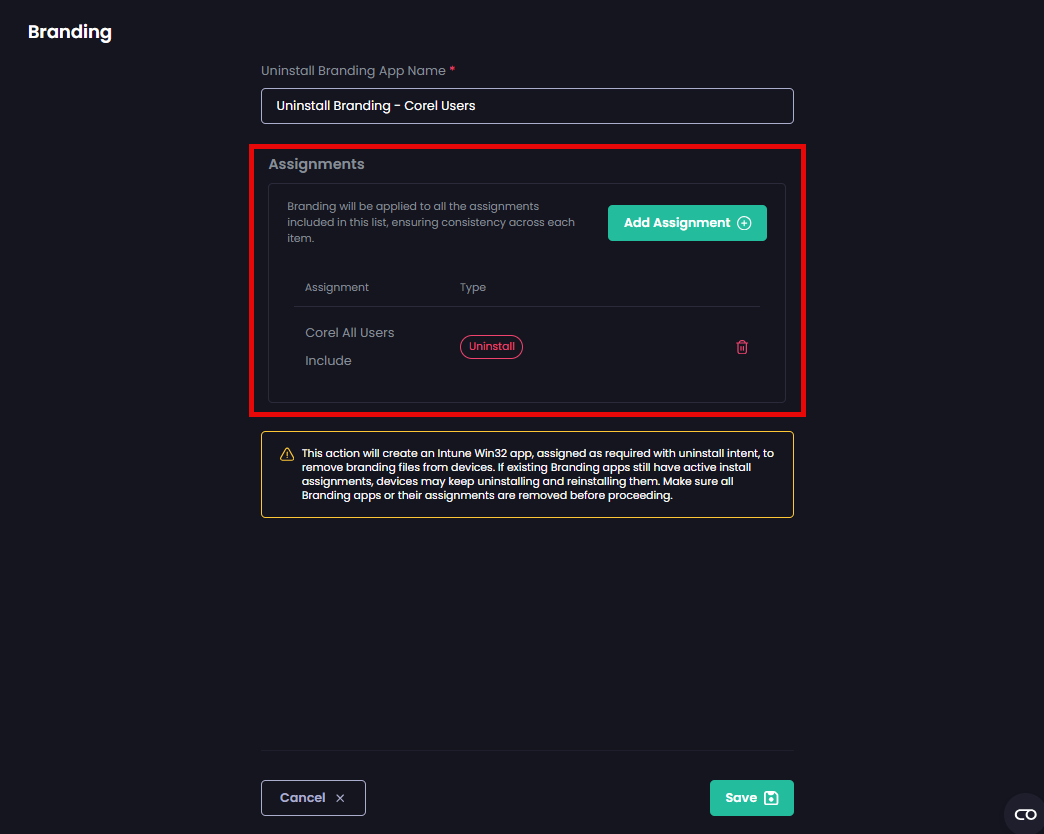 Branding
Uninstall Branding App Name *
Uninstall Branding - Corel Users
Assignments
Branding will be applied to all the assignments
included in this list, ensuring consistency across each
item.
Add Assignment
Assignment Type
Corel All Users
Include
Uninstall
This action will create an Intune Win32 app, assigned as required with uninstall intent, to
remove branding files from devices. If existing Branding apps still have active install
assignments, devices may keep uninstalling and reinstalling them. Make sure all
Branding apps or their assignments are removed before proceeding.
Cancel
Save